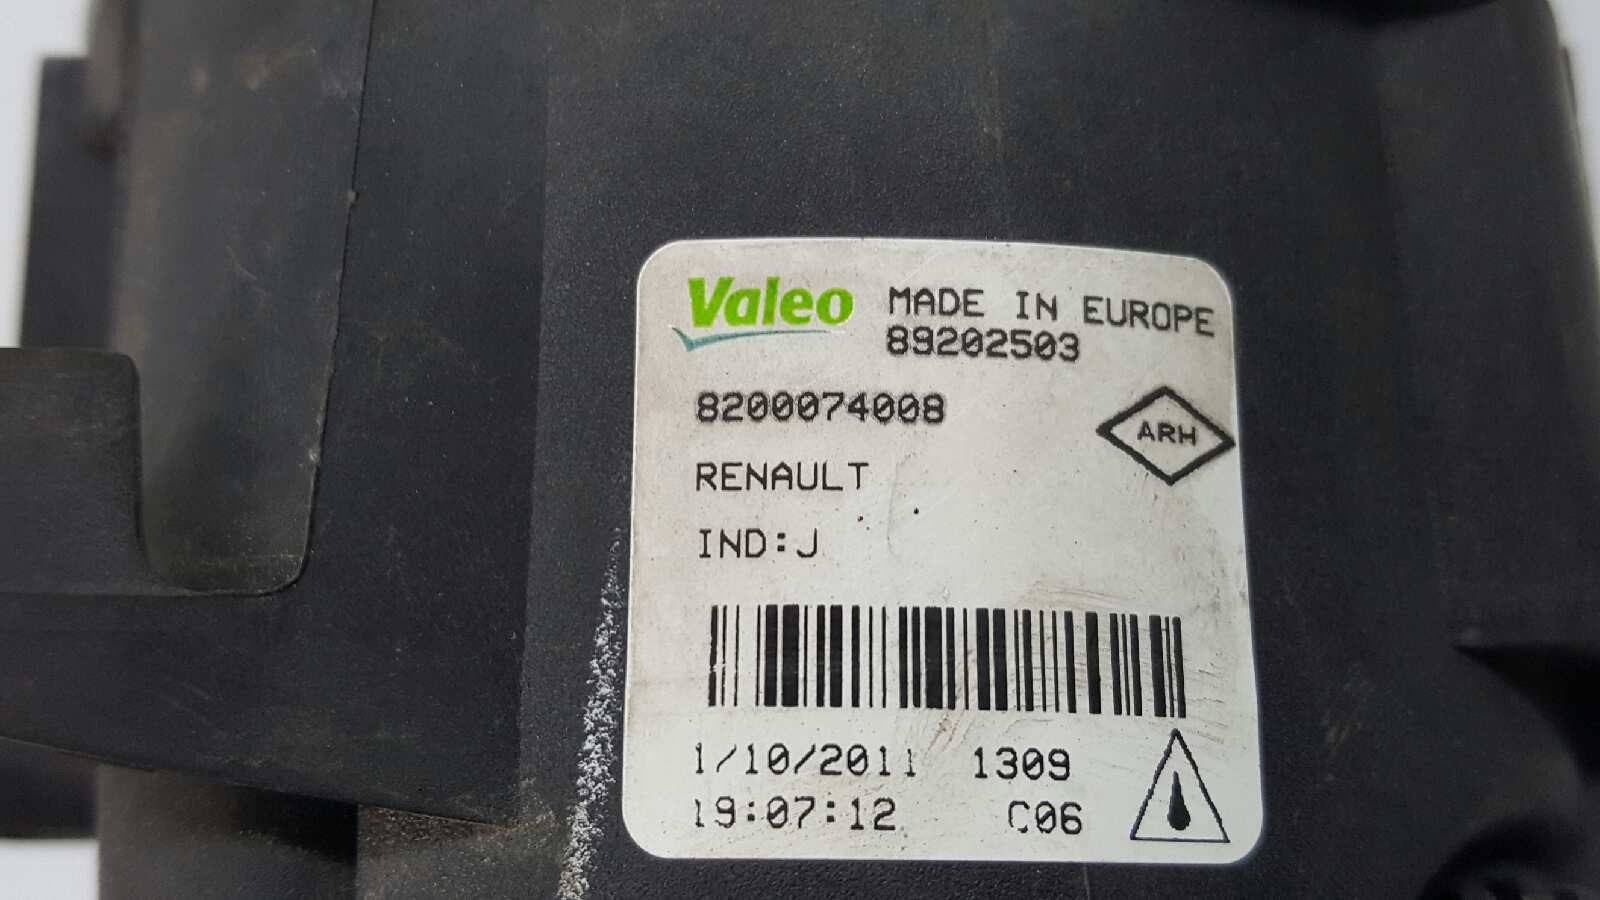 Valeo MADE IN EUROPE
89202503
8200074008
ARH
RENAULT
IND:J
1/10/2011 1309
19:07:12 C06